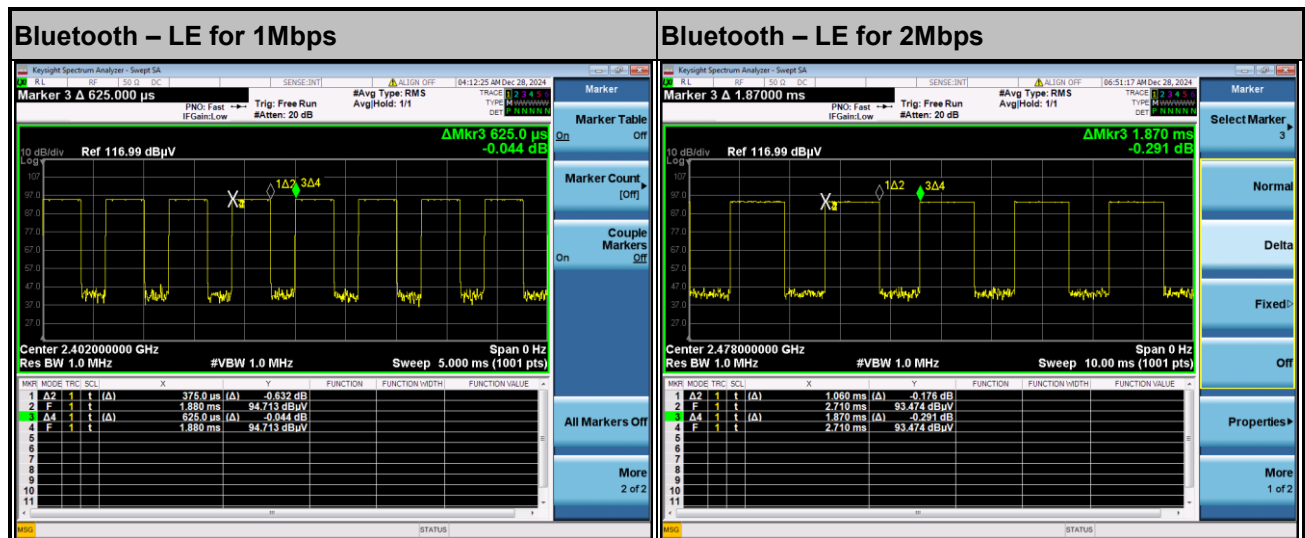 Bluetooth – LE for 1Mbps
Keysight Spectrum Analyzer - Swept SA
RL RF 50 Ω DC SENSE:INT ALIGN OFF 04:12:25 AM Dec 28, 2024
Marker 3 Δ 625.000 µs
PNO: Fast Trig: Free Run #Avg Type: RMS TRACE 1 2 3 4 5 6
IFGain:Low #Atten: 20 dB Avg|Hold: 1/1 TYPE M WWWWW
DET P N N N N N
ΔMkr3 625.0 µs
-0.044 dB
10 dB/div Ref 116.99 dBµV
Log
107
97.0
87.0
77.0
67.0
57.0
47.0
37.0
27.0
X 2 1Δ2 3Δ4
Center 2.402000000 GHz Span 0 Hz
Res BW 1.0 MHz #VBW 1.0 MHz Sweep 5.000 ms (1001 pts)
MKR MODE TRC SCL X Y FUNCTION FUNCTION WIDTH FUNCTION VALUE
1 Δ2 1 t (Δ) 375.0 µs (Δ) -0.632 dB
2 F 1 t 1.880 ms 94.713 dBµV
3 Δ4 1 t (Δ) 625.0 µs (Δ) -0.044 dB
4 F 1 t 1.880 ms 94.713 dBµV
5
6
7
8
9
10
11
MSG STATUS
Marker
Marker Table
On Off
Marker Count
[Off]
Couple
Markers
On Off
All Markers Off
More
2 of 2
Bluetooth – LE for 2Mbps
Keysight Spectrum Analyzer - Swept SA
RL RF 50 Ω DC SENSE:INT ALIGN OFF 06:51:17 AM Dec 28, 2024
Marker 3 Δ 1.87000 ms
PNO: Fast Trig: Free Run #Avg Type: RMS TRACE 1 2 3 4 5 6
IFGain:Low #Atten: 20 dB Avg|Hold: 1/1 TYPE M WWWWW
DET P N N N N N
ΔMkr3 1.870 ms
-0.291 dB
10 dB/div Ref 116.99 dBµV
Log
107
97.0
87.0
77.0
67.0
57.0
47.0
37.0
27.0
X 1Δ2 3Δ4
Center 2.478000000 GHz Span 0 Hz
Res BW 1.0 MHz #VBW 1.0 MHz Sweep 10.00 ms (1001 pts)
MKR MODE TRC SCL X Y FUNCTION FUNCTION WIDTH FUNCTION VALUE
1 Δ2 1 t (Δ) 1.060 ms (Δ) -0.176 dB
2 F 1 t 2.710 ms 93.474 dBµV
3 Δ4 1 t (Δ) 1.870 ms (Δ) -0.291 dB
4 F 1 t 2.710 ms 93.474 dBµV
5
6
7
8
9
10
11
MSG STATUS
Marker
Select Marker
3
Normal
Delta
Fixed
Off
Properties
More
1 of 2